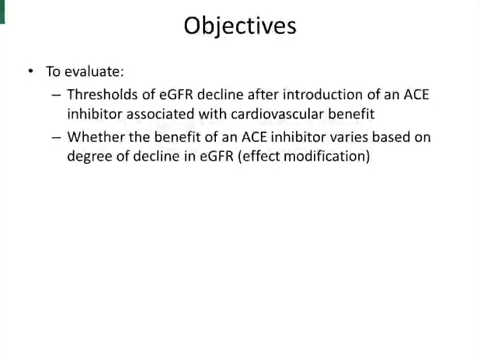 Objectives
• To evaluate:
– Thresholds of eGFR decline after introduction of an ACE
inhibitor associated with cardiovascular benefit
– Whether the benefit of an ACE inhibitor varies based on
degree of decline in eGFR (effect modification)